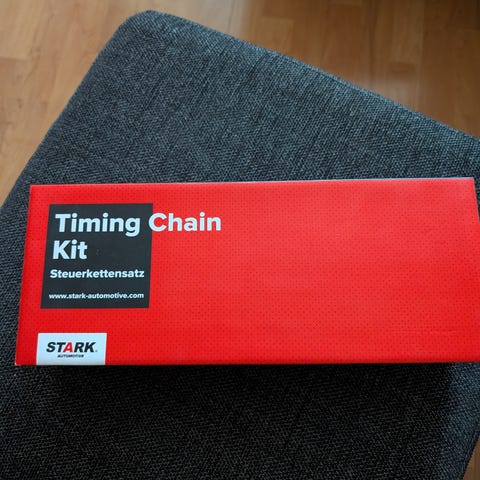 Timing Chain
Kit
Steuerkettensatz
www.stark-automotive.com
STARK
AUTOMOTIVE